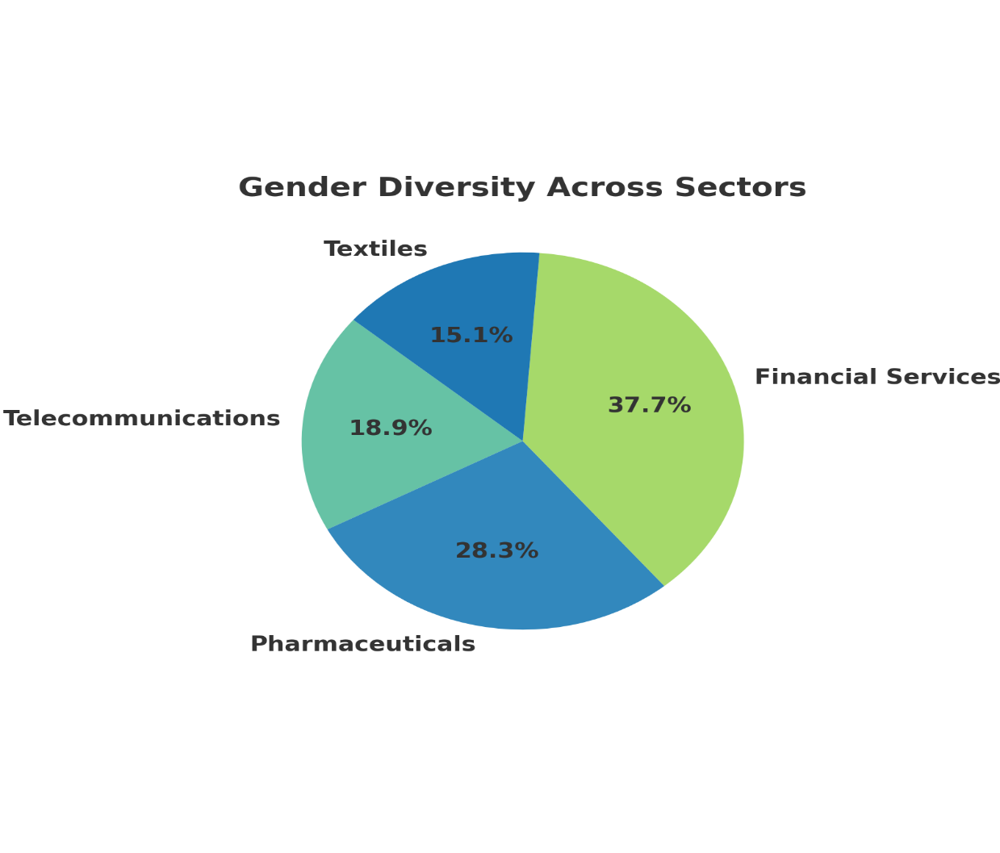 Gender Diversity Across Sectors
Textiles
15.1%
Financial Services
37.7%
Telecommunications
18.9%
28.3%
Pharmaceuticals